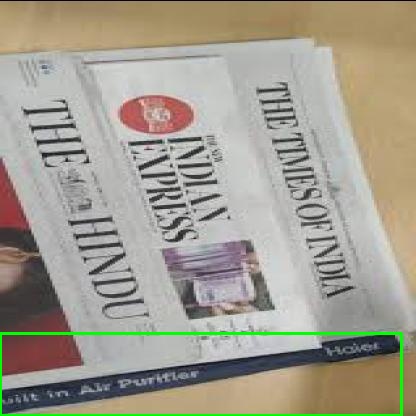 THE HINDU
THE NEW
INDIAN
EXPRESS
THE TIMES OF INDIA
uilt in Air Purifier
Haier